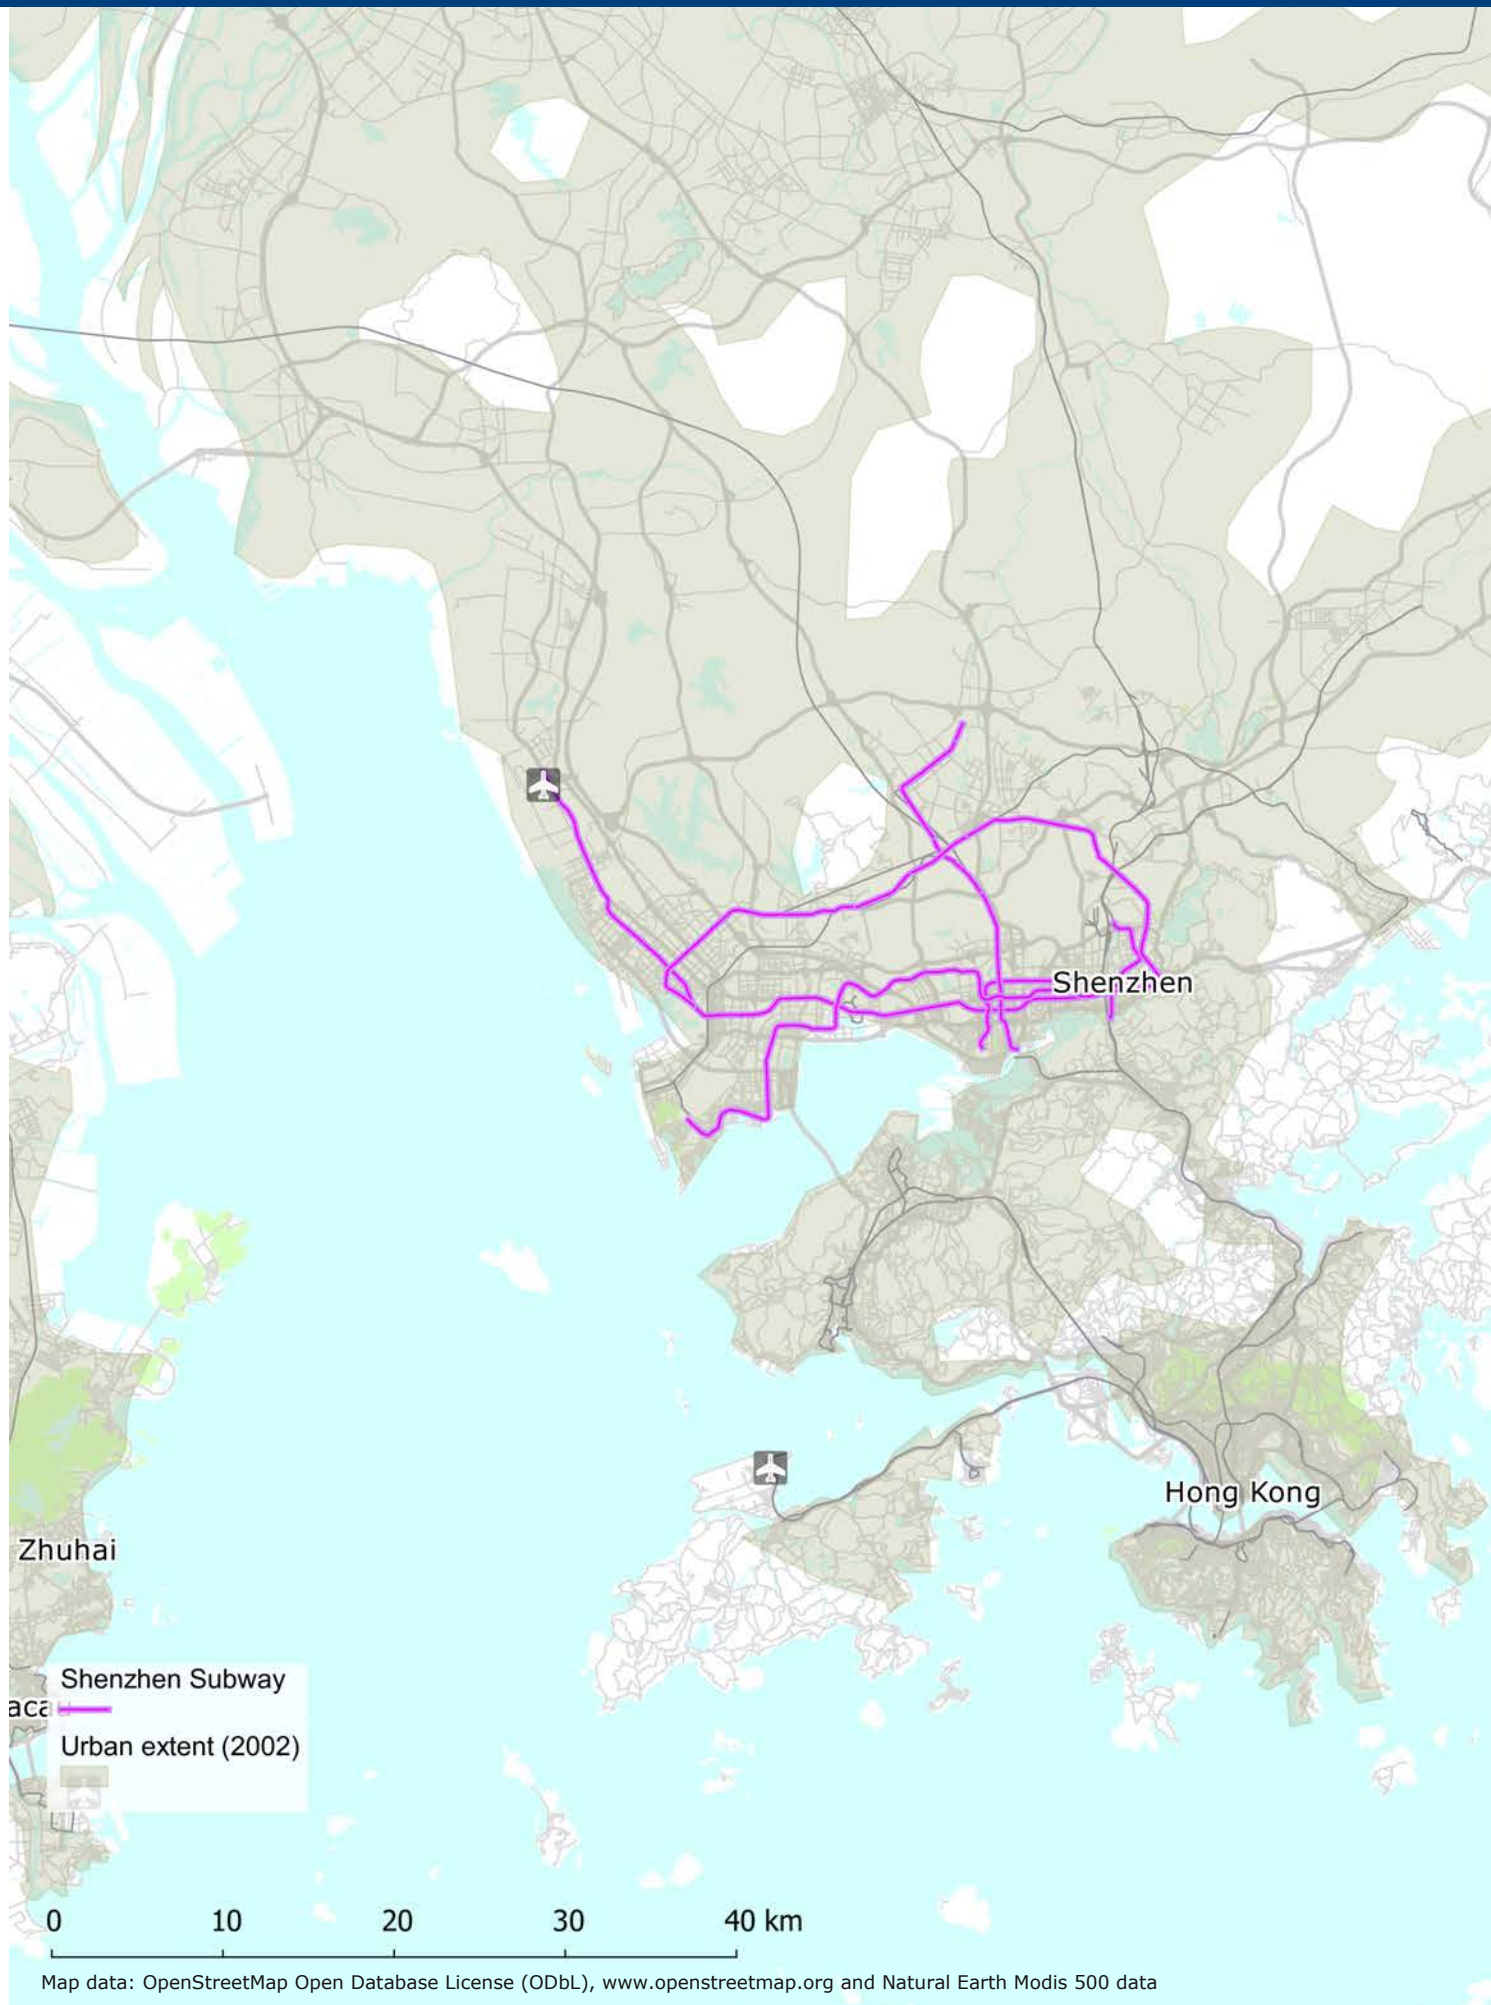 Shenzhen
Hong Kong
Zhuhai
Shenzhen Subway
aca
Urban extent (2002)
0 10 20 30 40 km
Map data: OpenStreetMap Open Database License (ODbL), www.openstreetmap.org and Natural Earth Modis 500 data